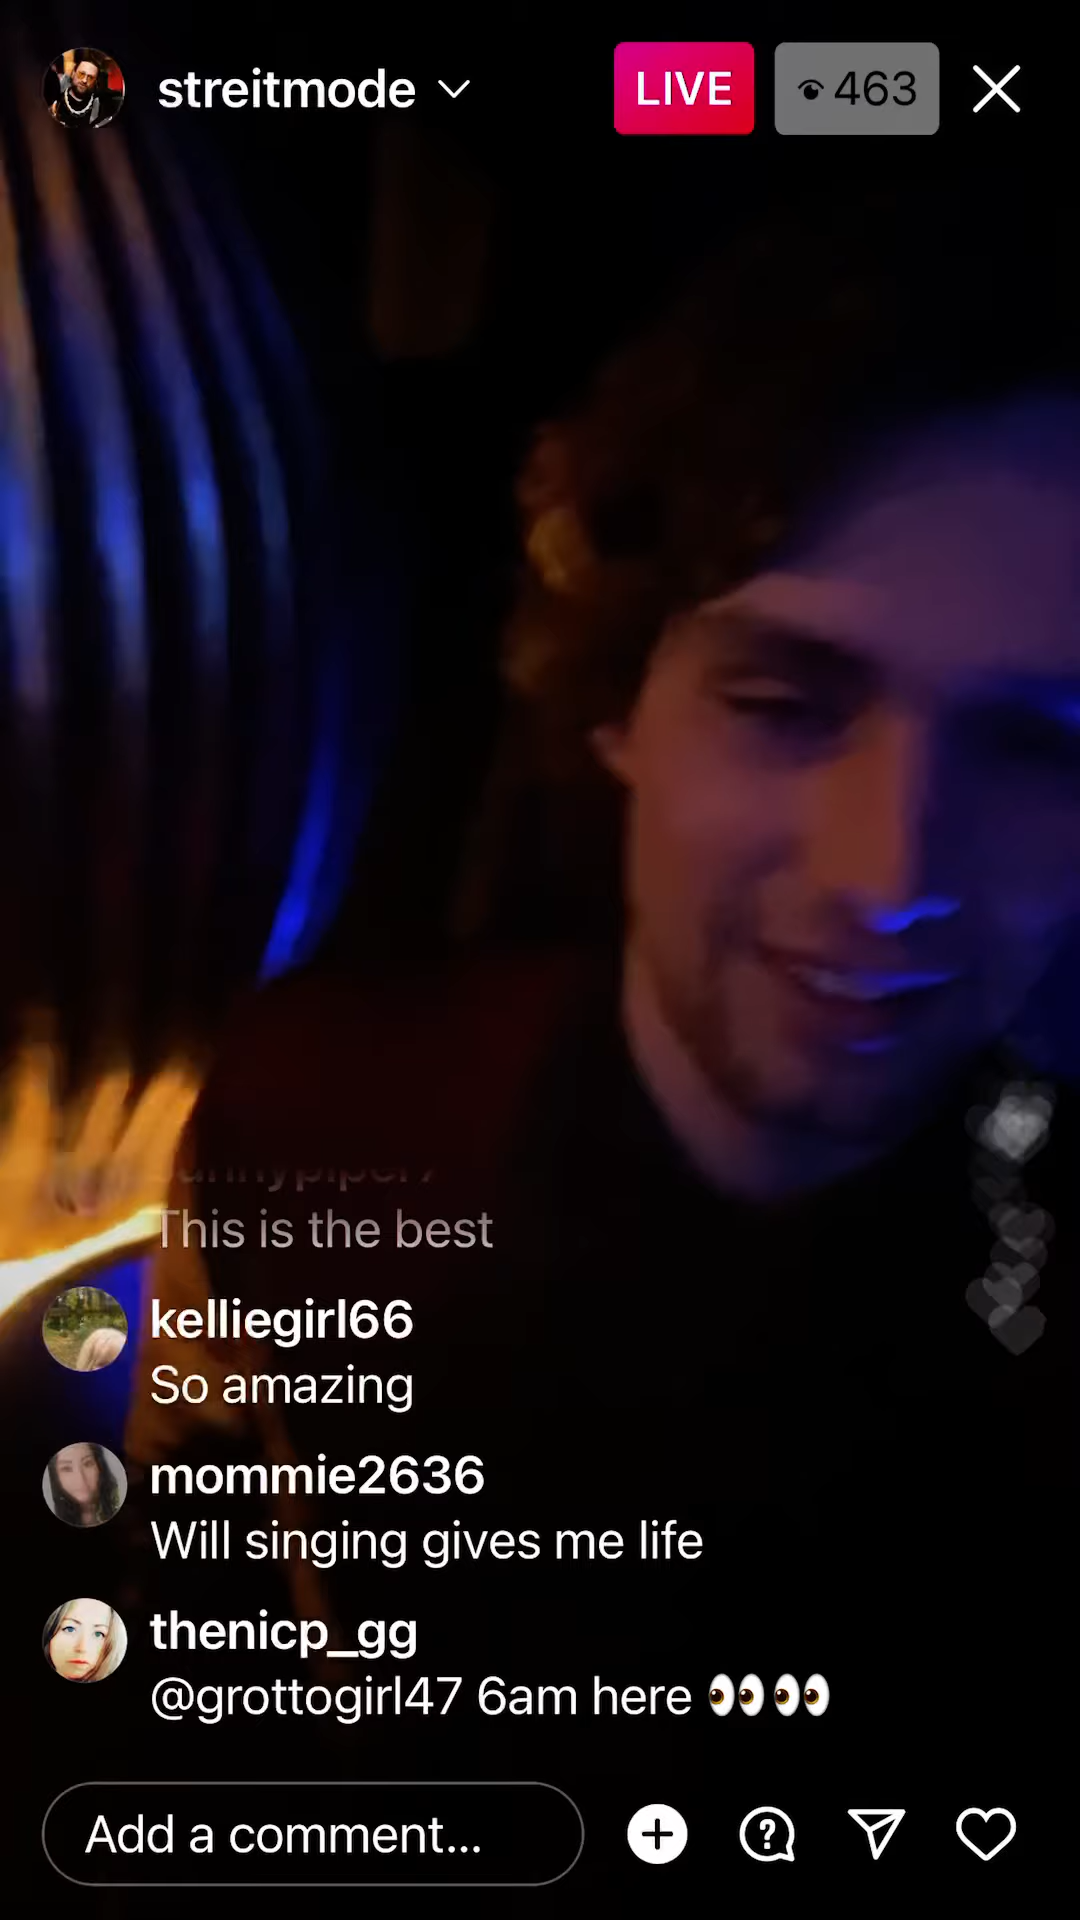 streitmode
LIVE
463
This is the best
kelliegirl66
So amazing
mommie2636
Will singing gives me life
thenicp_gg
@grottogirl47 6am here 👀👀
Add a comment...